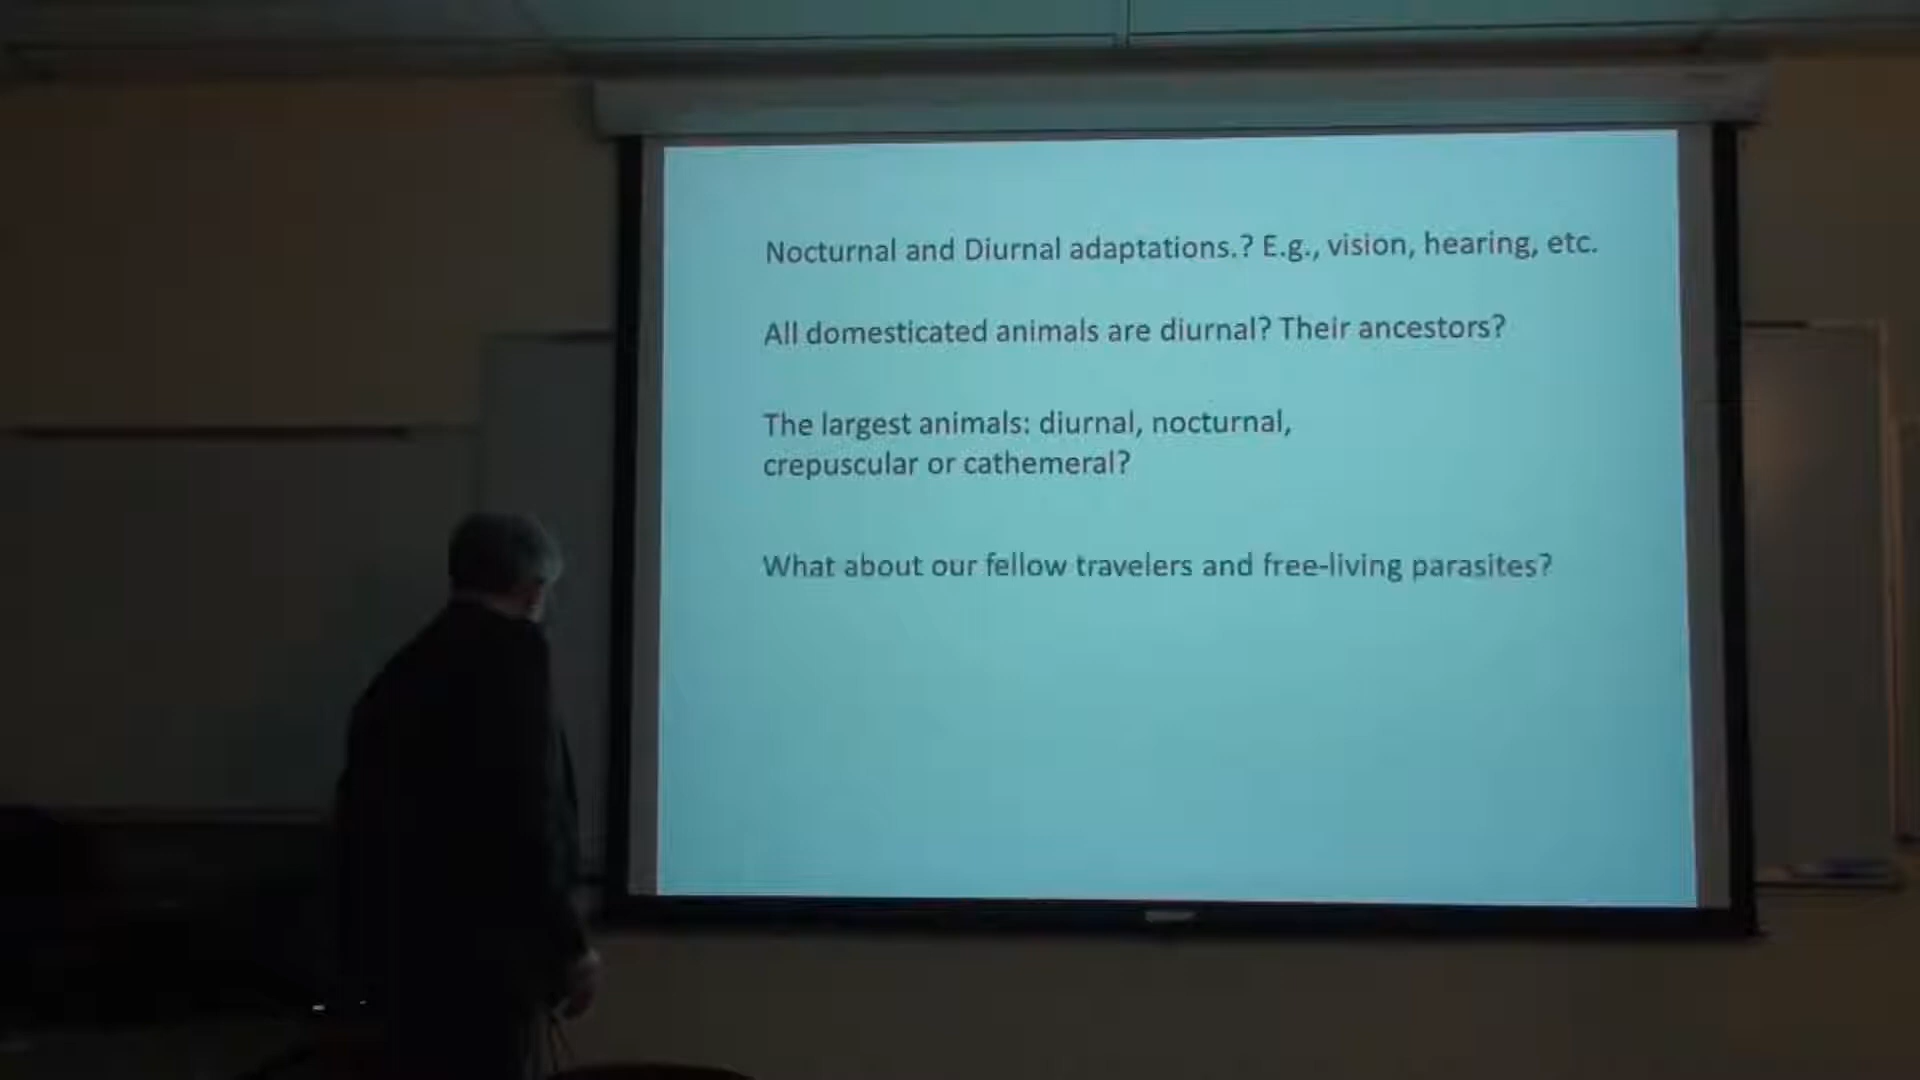 Nocturnal and Diurnal adaptations.? E.g., vision, hearing, etc.
All domesticated animals are diurnal? Their ancestors?
The largest animals: diurnal, nocturnal,
crepuscular or cathemeral?
What about our fellow travelers and free-living parasites?